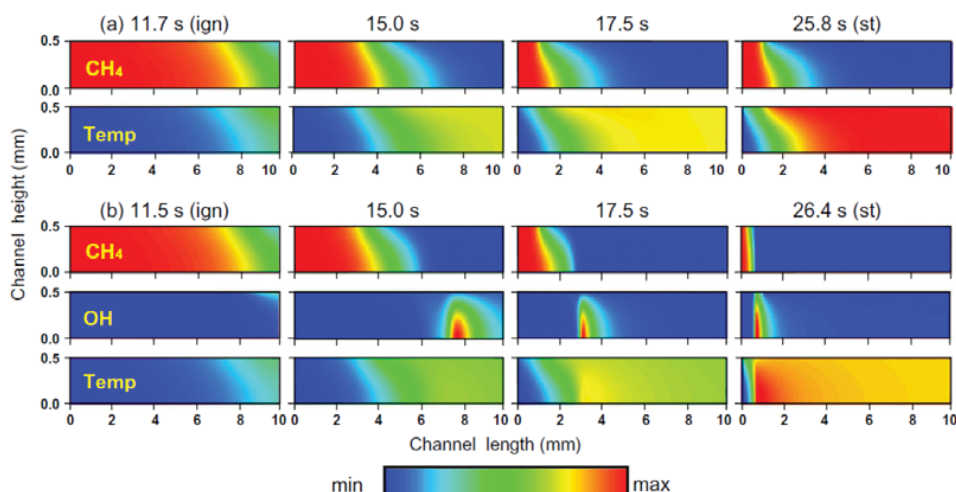 (a) 11.7 s (ign) 15.0 s 17.5 s 25.8 s (st)
0.5
CH₄
0.0
0.5
Temp
0.0
0 2 4 6 8 10 0 2 4 6 8 10 0 2 4 6 8 10 0 2 4 6 8 10
Channel height (mm)
(b) 11.5 s (ign) 15.0 s 17.5 s 26.4 s (st)
0.5
CH₄
0.0
0.5
OH
0.0
0.5
Temp
0.0
0 2 4 6 8 10 0 2 4 6 8 10 0 2 4 6 8 10 0 2 4 6 8 10
Channel length (mm)
min max